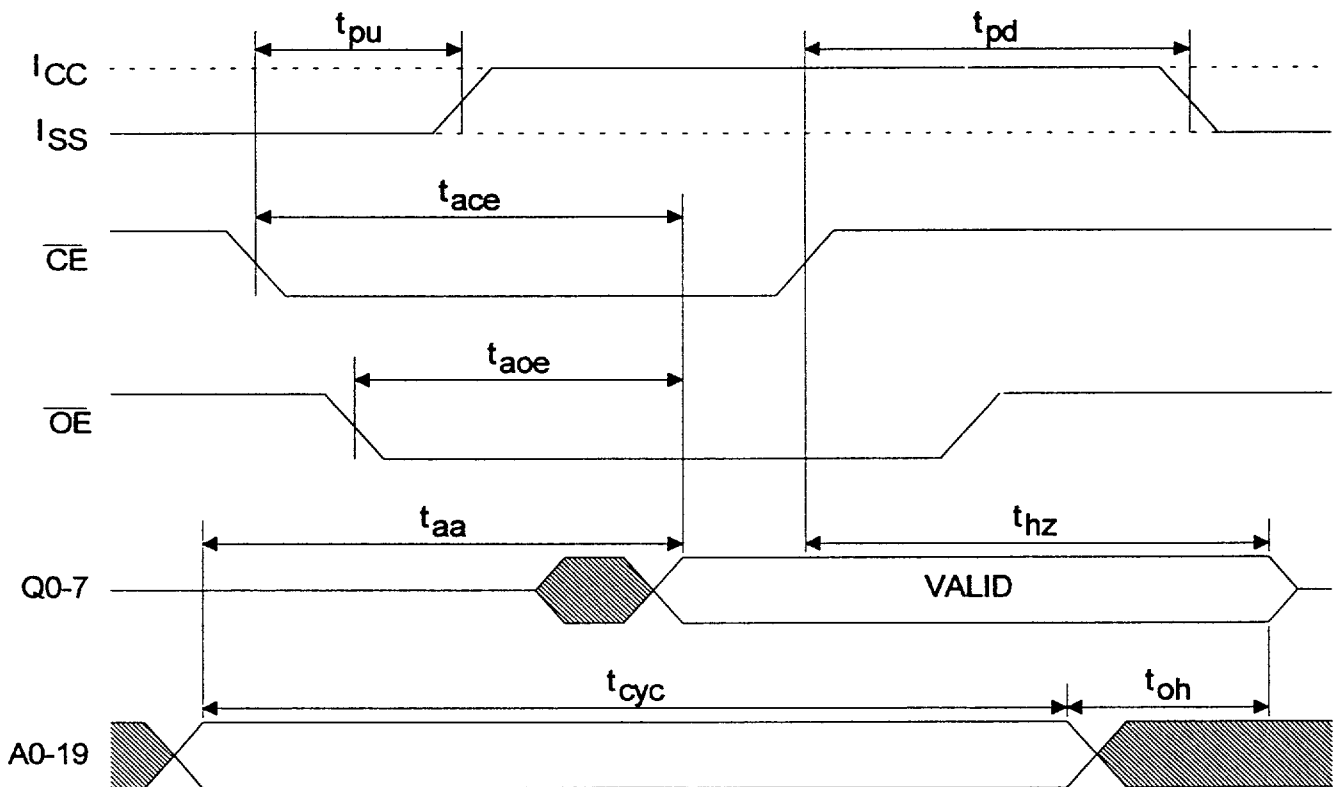 tpu
tpd
ICC
ISS
tace
CE
taoe
OE
taa
thz
Q0-7
VALID
tcyc
toh
A0-19